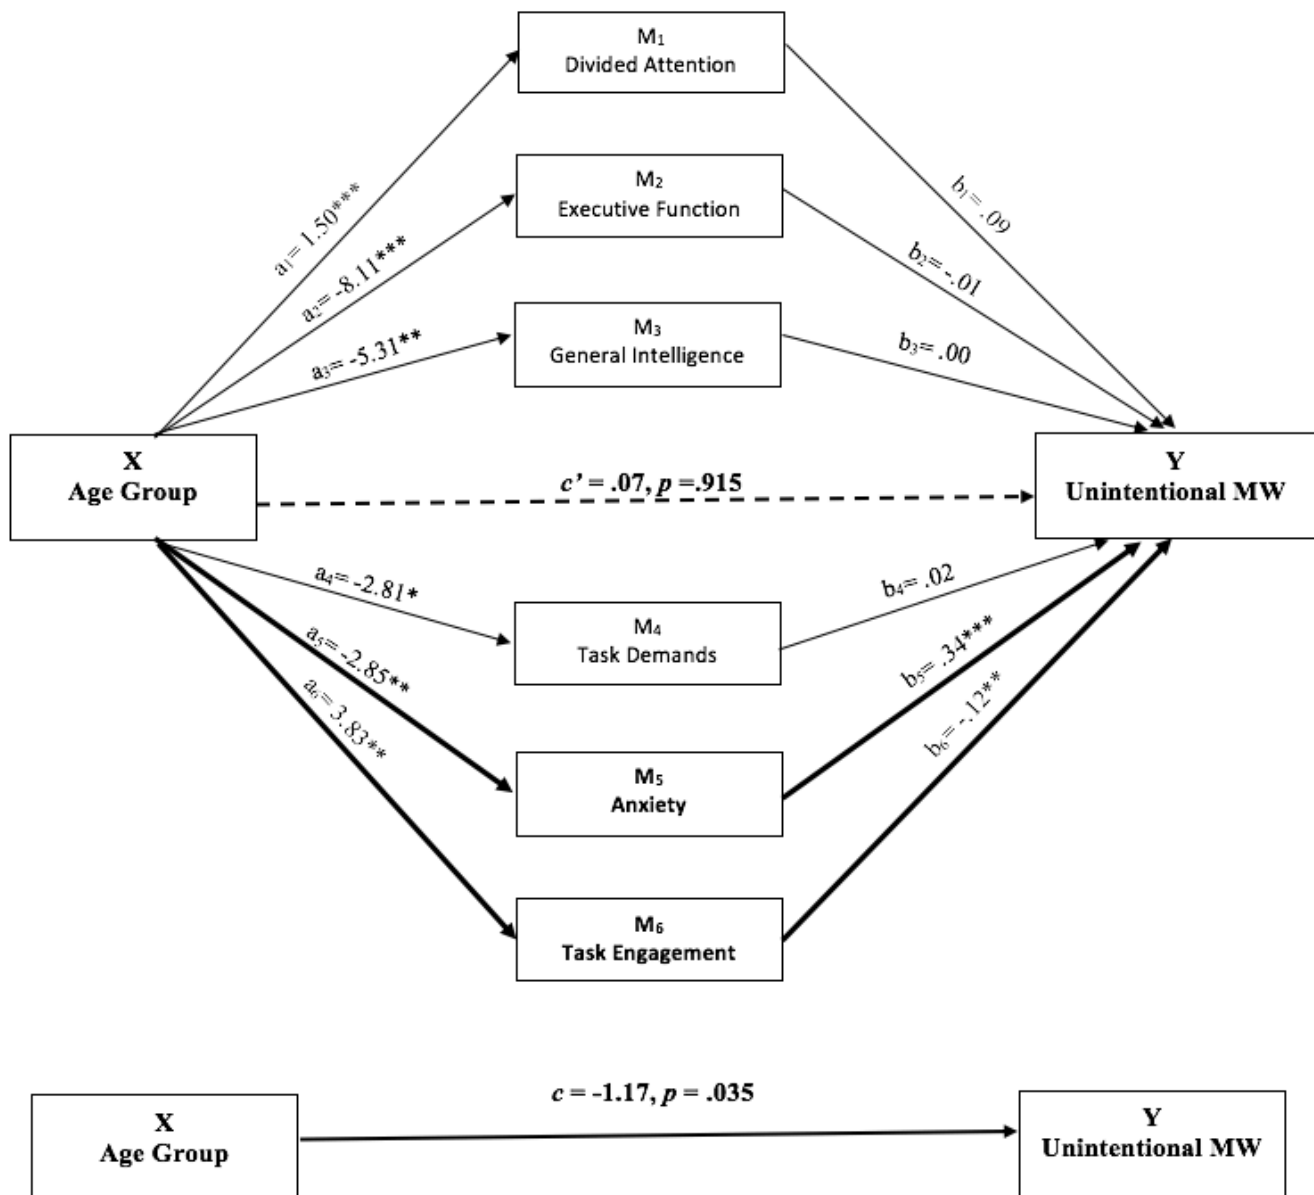 M₁
Divided Attention
a₁= 1.50***
b₁= .09
M₂
Executive Function
a₂= -8.11***
b₂= -.01
M₃
General Intelligence
a₃= -5.31**
b₃= .00
X
Age Group
c’ = .07, p =.915
Y
Unintentional MW
a₄= -2.81*
b₄= .02
M₄
Task Demands
a₅= -2.85**
b₅= .34***
a₆= 3.83**
b₆= -.12**
M₅
Anxiety
M₆
Task Engagement
c = -1.17, p = .035
X
Age Group
Y
Unintentional MW